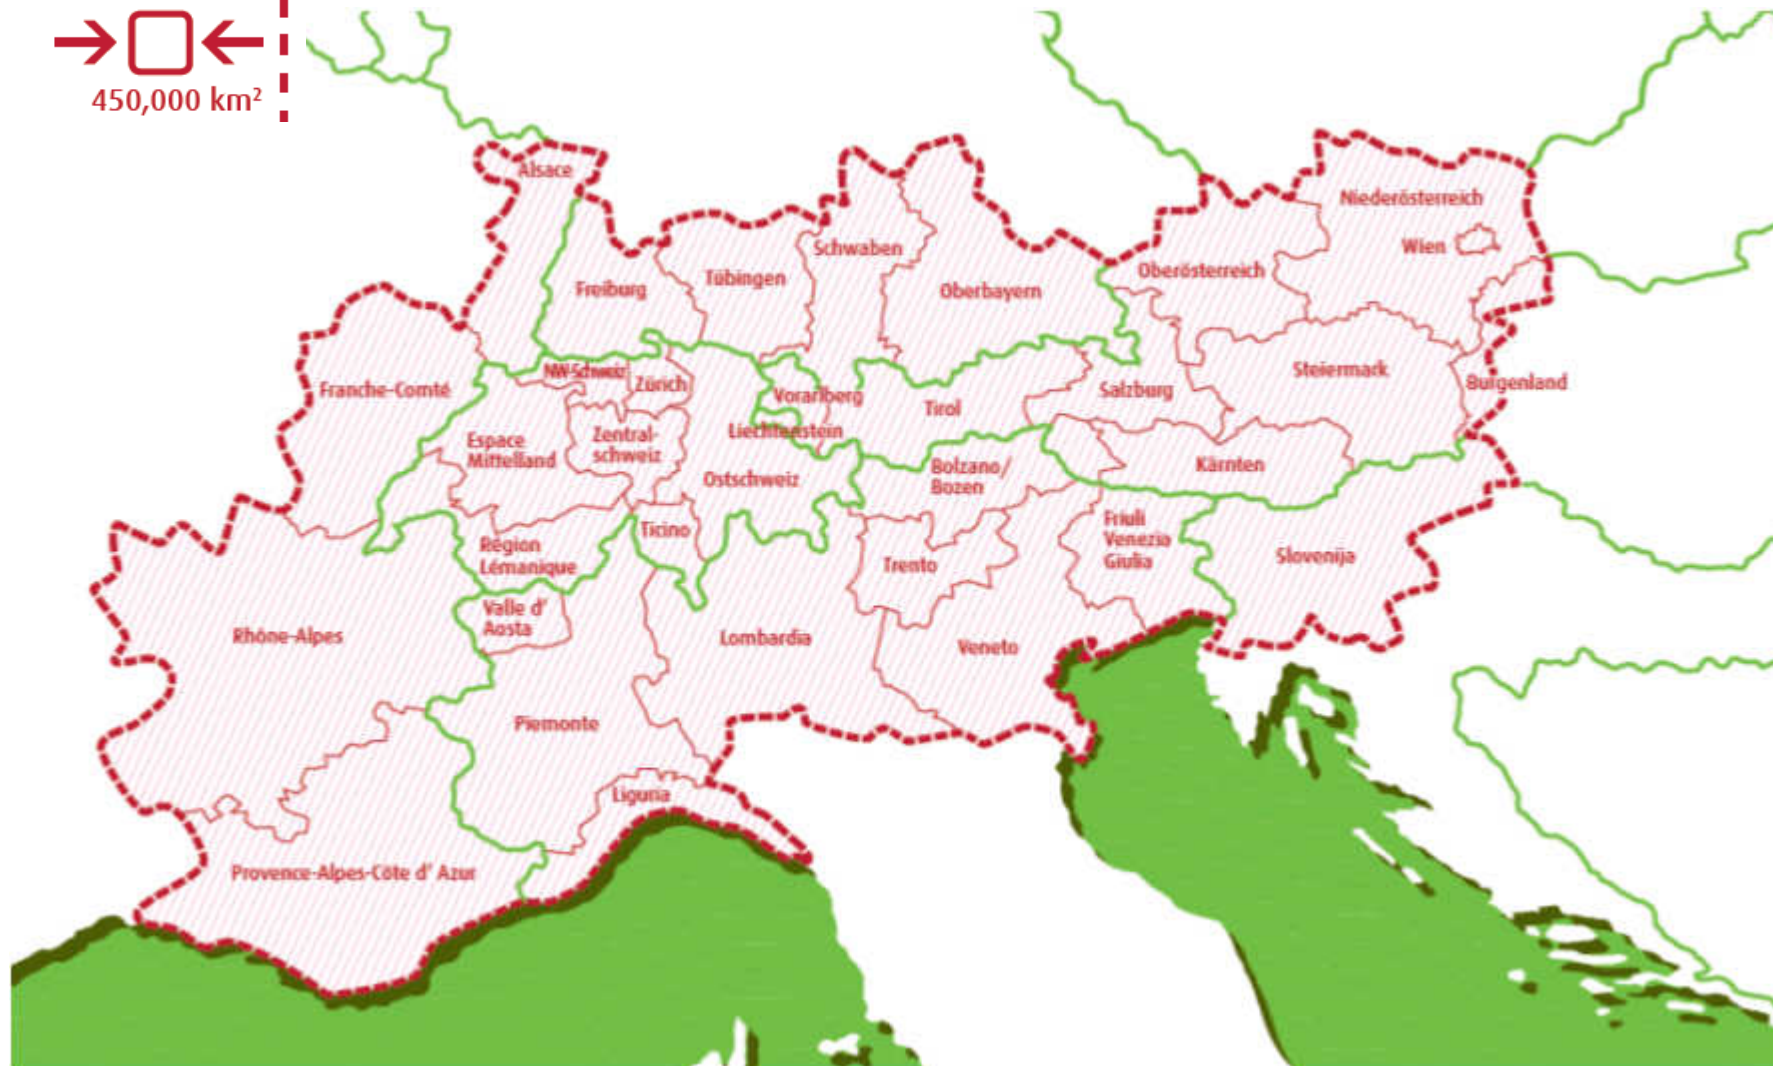 450,000 km²
Alsace
Niederösterreich
Wien
Schwaben
Oberösterreich
Tübingen
Freiburg
Oberbayern
NW-Schweiz
Zürich
Franche-Comté
Vorarlberg
Tirol
Salzburg
Steiermark
Burgenland
Liechtenstein
Espace
Mittelland
Zentral-
schweiz
Ostschweiz
Bolzano/
Bozen
Kärnten
Ticino
Région
Lémanique
Trento
Friuli
Venezia
Giulia
Slovenija
Valle d'
Aosta
Rhône-Alpes
Lombardia
Veneto
Piemonte
Liguria
Provence-Alpes-Côte d' Azur